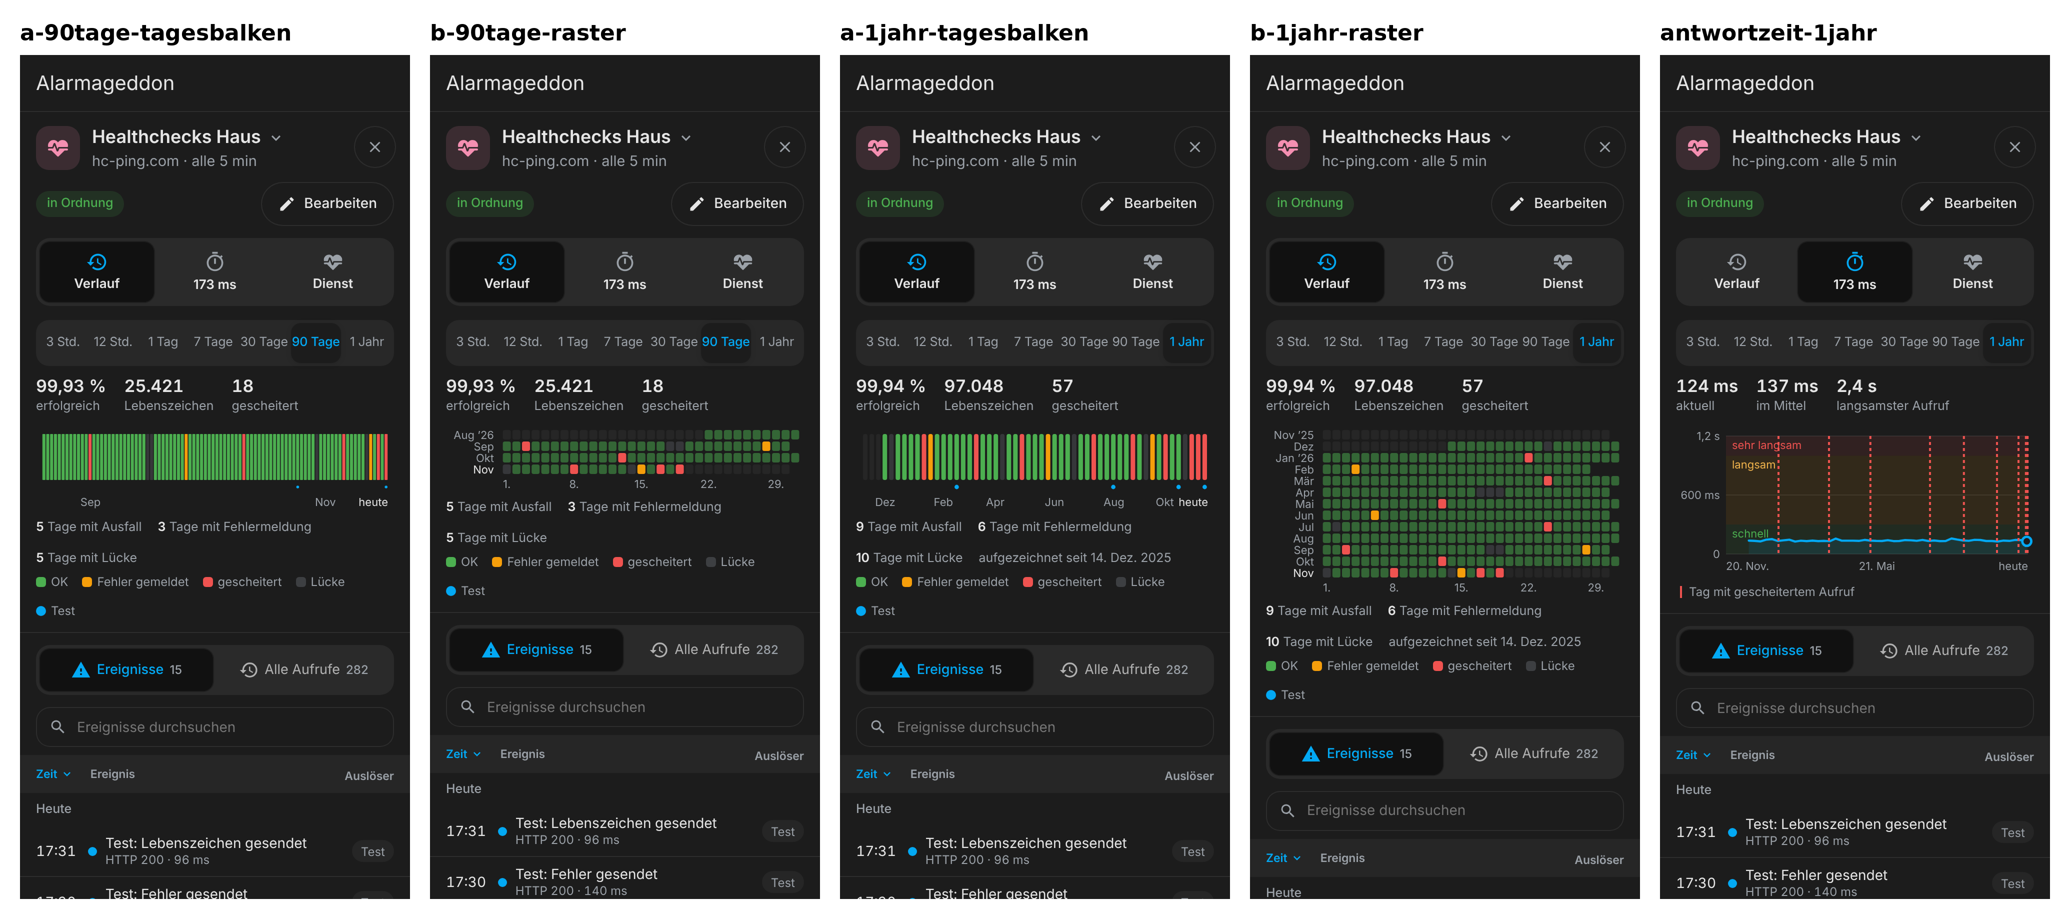 a-90tage-tagesbalken
Alarmageddon
Healthchecks Haus
hc-ping.com · alle 5 min
in Ordnung
Bearbeiten
Verlauf 173 ms Dienst
3 Std. 12 Std. 1 Tag 7 Tage 30 Tage 90 Tage 1 Jahr
99,93 % 25.421 18
erfolgreich Lebenszeichen gescheitert
Sep Nov heute
5 Tage mit Ausfall 3 Tage mit Fehlermeldung
5 Tage mit Lücke
OK Fehler gemeldet gescheitert Lücke
Test
Ereignisse 15 Alle Aufrufe 282
Ereignisse durchsuchen
Zeit Ereignis Auslöser
Heute
17:31 Test: Lebenszeichen gesendet Test
HTTP 200 · 96 ms
Test: Fehler gesendet
b-90tage-raster
Alarmageddon
Healthchecks Haus
hc-ping.com · alle 5 min
in Ordnung
Bearbeiten
Verlauf 173 ms Dienst
3 Std. 12 Std. 1 Tag 7 Tage 30 Tage 90 Tage 1 Jahr
99,93 % 25.421 18
erfolgreich Lebenszeichen gescheitert
Aug '26
Sep
Okt
Nov
1. 8. 15. 22. 29.
5 Tage mit Ausfall 3 Tage mit Fehlermeldung
5 Tage mit Lücke
OK Fehler gemeldet gescheitert Lücke
Test
Ereignisse 15 Alle Aufrufe 282
Ereignisse durchsuchen
Zeit Ereignis Auslöser
Heute
17:31 Test: Lebenszeichen gesendet Test
HTTP 200 · 96 ms
17:30 Test: Fehler gesendet Test
HTTP 200 · 140 ms
a-1jahr-tagesbalken
Alarmageddon
Healthchecks Haus
hc-ping.com · alle 5 min
in Ordnung
Bearbeiten
Verlauf 173 ms Dienst
3 Std. 12 Std. 1 Tag 7 Tage 30 Tage 90 Tage 1 Jahr
99,94 % 97.048 57
erfolgreich Lebenszeichen gescheitert
Dez Feb Apr Jun Aug Okt heute
9 Tage mit Ausfall 6 Tage mit Fehlermeldung
10 Tage mit Lücke aufgezeichnet seit 14. Dez. 2025
OK Fehler gemeldet gescheitert Lücke
Test
Ereignisse 15 Alle Aufrufe 282
Ereignisse durchsuchen
Zeit Ereignis Auslöser
Heute
17:31 Test: Lebenszeichen gesendet Test
HTTP 200 · 96 ms
Test: Fehler gesendet
b-1jahr-raster
Alarmageddon
Healthchecks Haus
hc-ping.com · alle 5 min
in Ordnung
Bearbeiten
Verlauf 173 ms Dienst
3 Std. 12 Std. 1 Tag 7 Tage 30 Tage 90 Tage 1 Jahr
99,94 % 97.048 57
erfolgreich Lebenszeichen gescheitert
Nov '25
Dez
Jan '26
Feb
Mär
Apr
Mai
Jun
Jul
Aug
Sep
Okt
Nov
1. 8. 15. 22. 29.
9 Tage mit Ausfall 6 Tage mit Fehlermeldung
10 Tage mit Lücke aufgezeichnet seit 14. Dez. 2025
OK Fehler gemeldet gescheitert Lücke
Test
Ereignisse 15 Alle Aufrufe 282
Ereignisse durchsuchen
Zeit Ereignis Auslöser
Heute
antwortzeit-1jahr
Alarmageddon
Healthchecks Haus
hc-ping.com · alle 5 min
in Ordnung
Bearbeiten
Verlauf 173 ms Dienst
3 Std. 12 Std. 1 Tag 7 Tage 30 Tage 90 Tage 1 Jahr
124 ms 137 ms 2,4 s
aktuell im Mittel langsamster Aufruf
1,2 s
sehr langsam
langsam
600 ms
schnell
0
20. Nov. 21. Mai heute
Tag mit gescheitertem Aufruf
Ereignisse 15 Alle Aufrufe 282
Ereignisse durchsuchen
Zeit Ereignis Auslöser
Heute
17:31 Test: Lebenszeichen gesendet Test
HTTP 200 · 96 ms
17:30 Test: Fehler gesendet Test
HTTP 200 · 140 ms